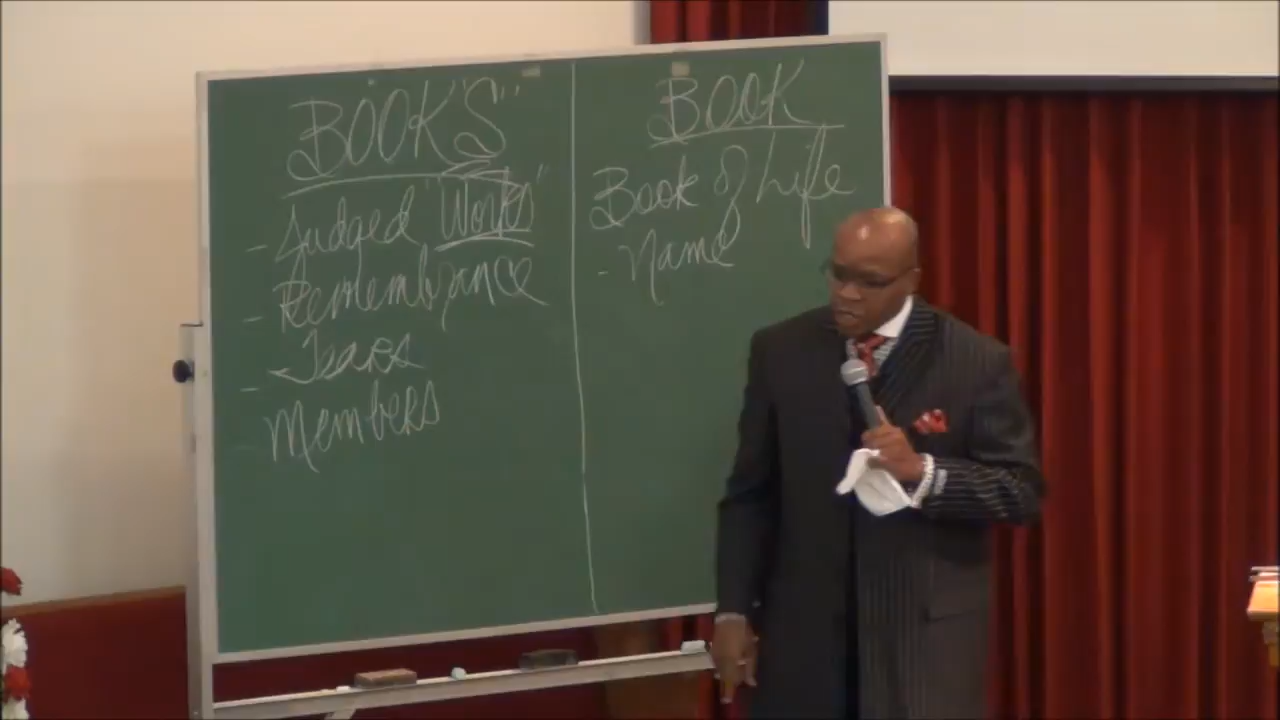 "BOOK'S"
- Judged "Works"
- Remembrance
- Tears
- Members
BOOK
Book of Life
- Name